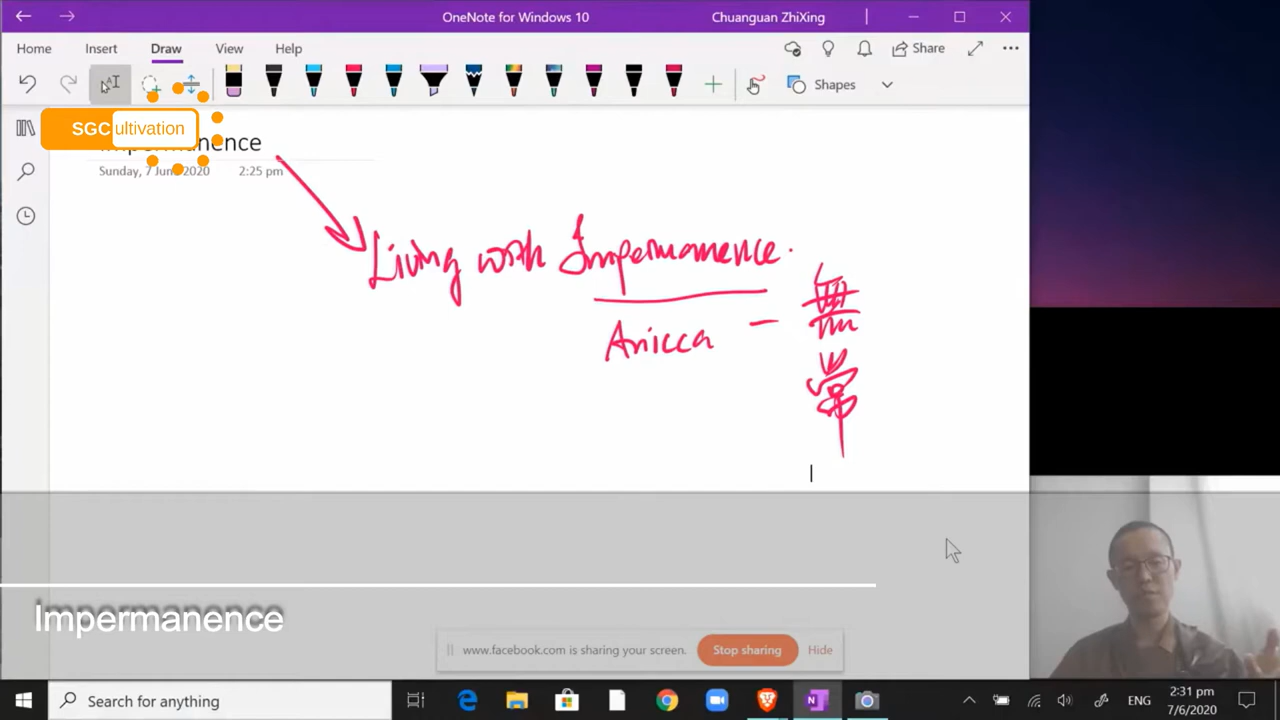 OneNote for Windows 10
Chuanguan ZhiXing
Home Insert Draw View Help
Share
Shapes
SGCultivation
Impermanence
Sunday, 7 June 2020 2:25 pm
Living with Impermanence.
Anicca – 無常
Impermanence
www.facebook.com is sharing your screen. Stop sharing Hide
Search for anything
ENG
2:31 pm
7/6/2020